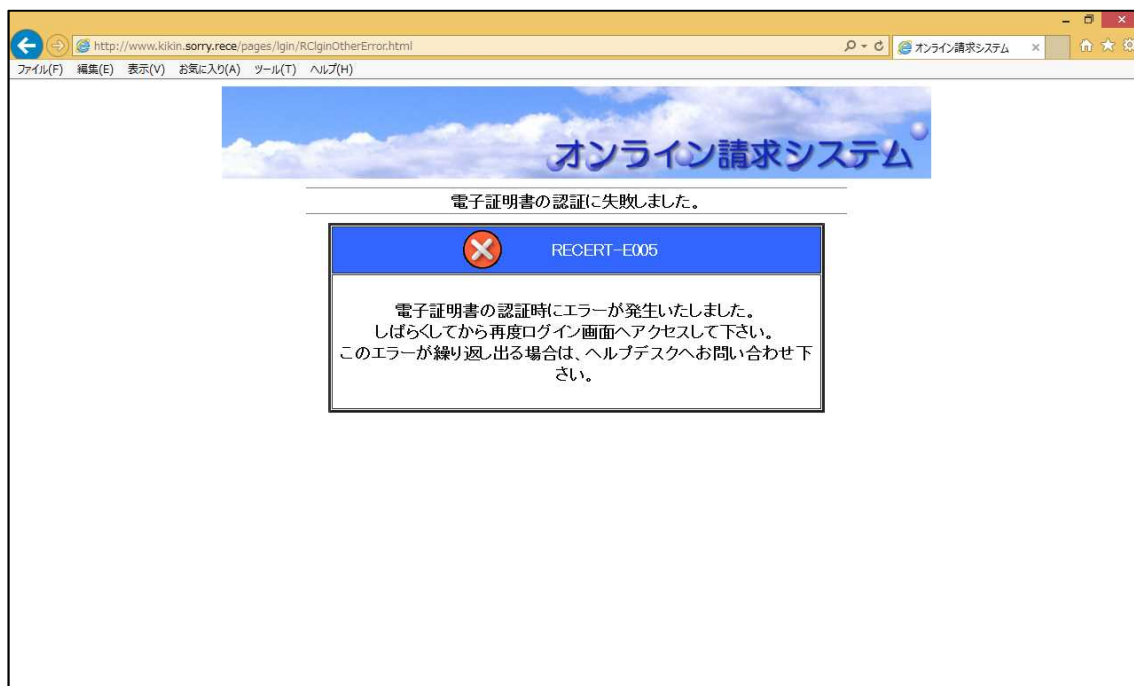 http://www.kikin.sorry.rece/pages/lgin/RClginOtherError.html
オンライン請求システム
ファイル(F) 編集(E) 表示(V) お気に入り(A) ツール(T) ヘルプ(H)
オンライン請求システム
電子証明書の認証に失敗しました。
RECERT-E005
電子証明書の認証時にエラーが発生いたしました。
しばらくしてから再度ログイン画面へアクセスして下さい。
このエラーが繰り返し出る場合は、ヘルプデスクへお問い合わせ下
さい。